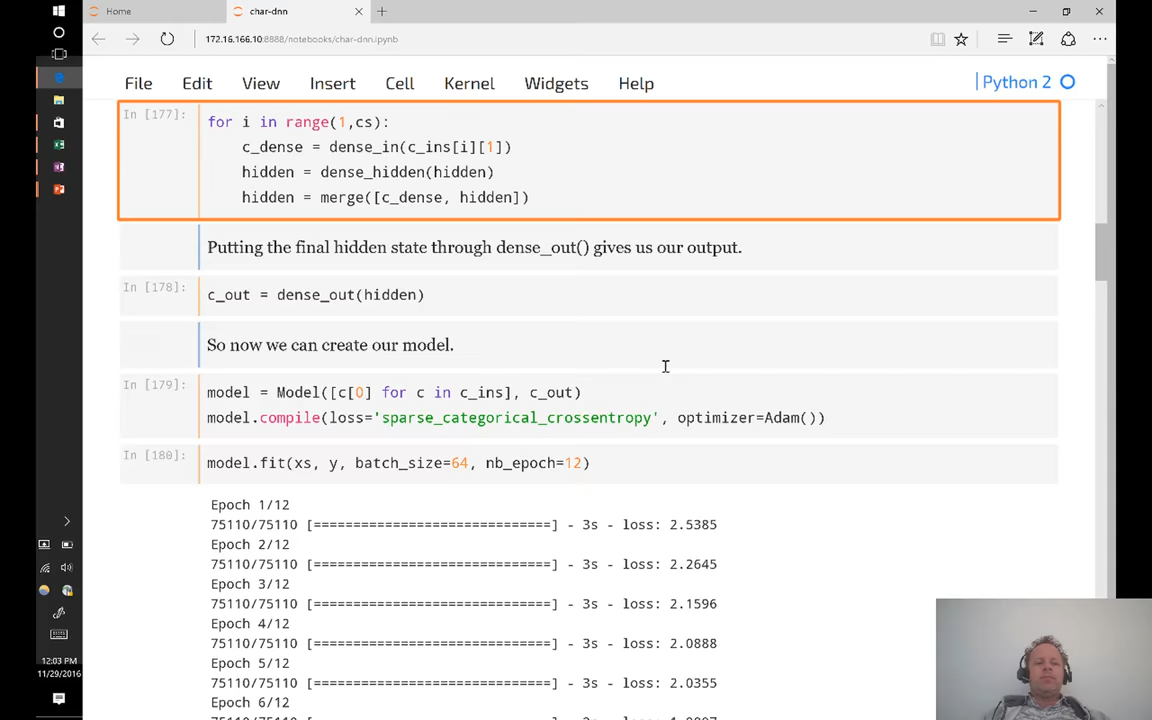 Home
char-dnn
172.16.166.10:8888/notebooks/char-dnn.ipynb
File Edit View Insert Cell Kernel Widgets Help Python 2
In [177]:
for i in range(1,cs):
c_dense = dense_in(c_ins[i][1])
hidden = dense_hidden(hidden)
hidden = merge([c_dense, hidden])
Putting the final hidden state through dense_out() gives us our output.
In [178]:
c_out = dense_out(hidden)
So now we can create our model.
In [179]:
model = Model([c[0] for c in c_ins], c_out)
model.compile(loss='sparse_categorical_crossentropy', optimizer=Adam())
In [180]:
model.fit(xs, y, batch_size=64, nb_epoch=12)
Epoch 1/12
75110/75110 [==============================] - 3s - loss: 2.5385
Epoch 2/12
75110/75110 [==============================] - 3s - loss: 2.2645
Epoch 3/12
75110/75110 [==============================] - 3s - loss: 2.1596
Epoch 4/12
75110/75110 [==============================] - 3s - loss: 2.0888
Epoch 5/12
75110/75110 [==============================] - 3s - loss: 2.0355
Epoch 6/12
12:03 PM
11/29/2016